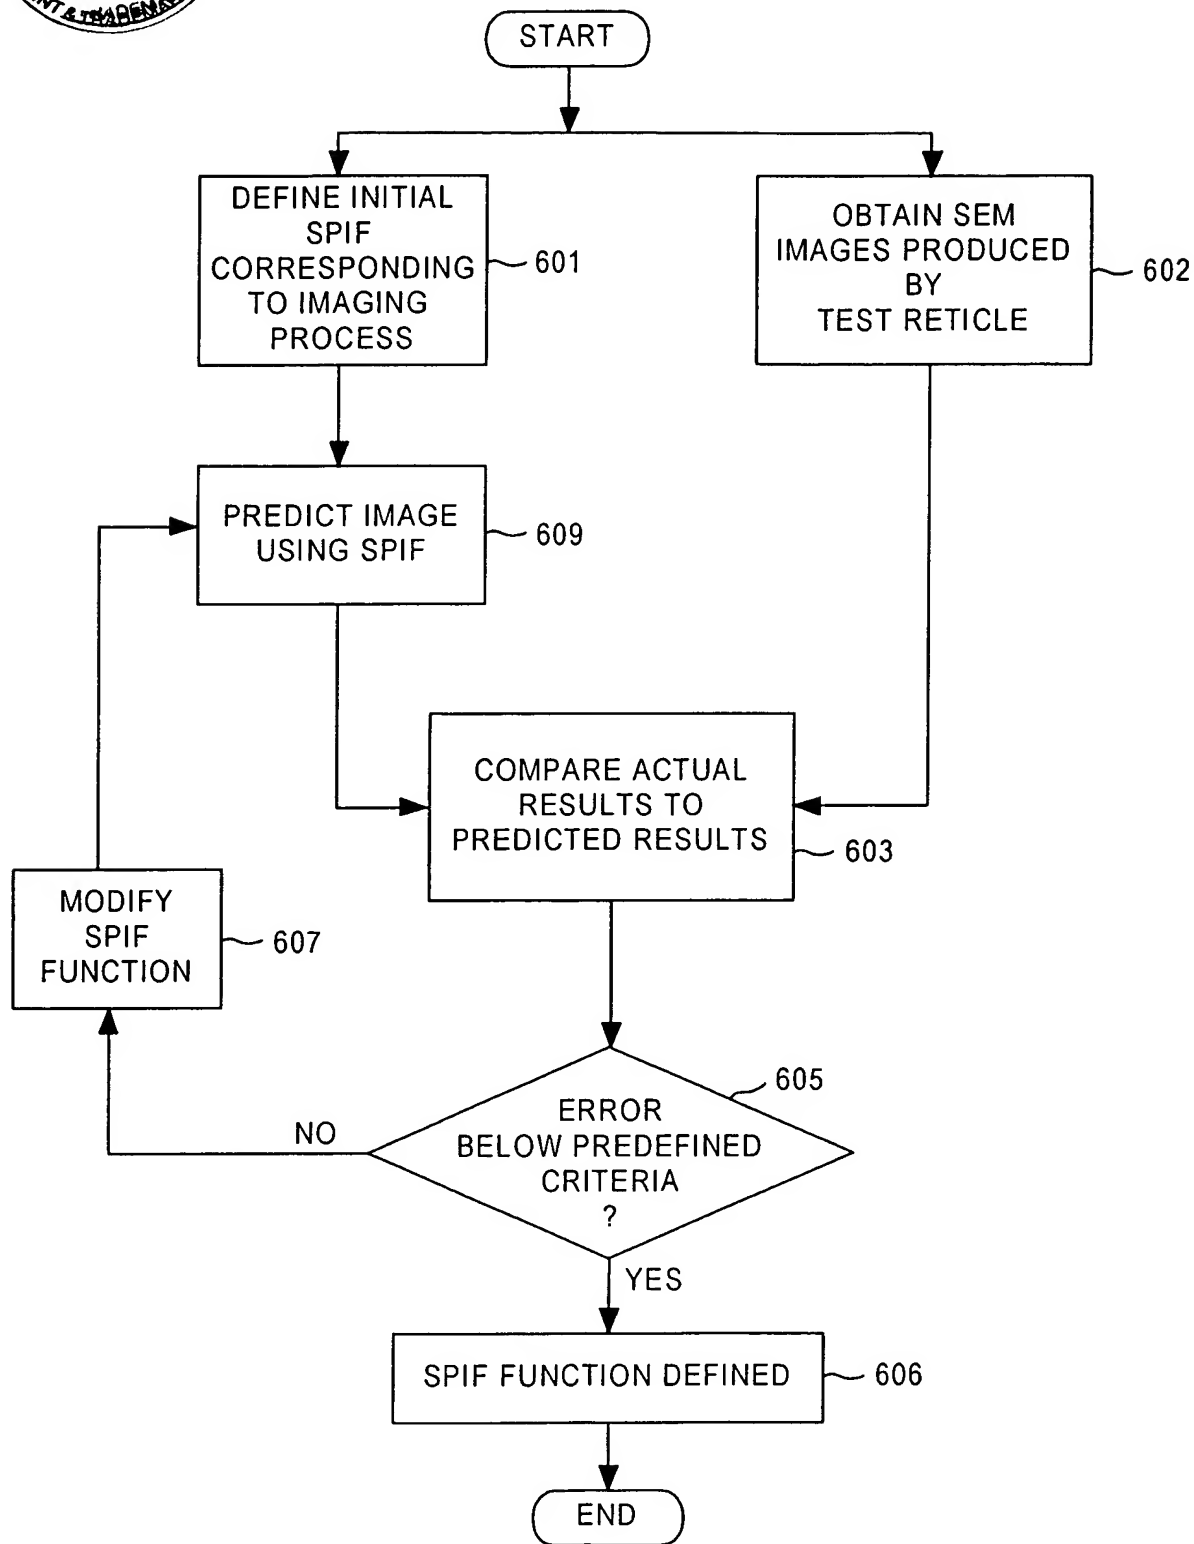 START
DEFINE INITIAL
SPIF
CORRESPONDING
TO IMAGING
PROCESS
601
OBTAIN SEM
IMAGES PRODUCED
BY
TEST RETICLE
602
PREDICT IMAGE
USING SPIF
609
COMPARE ACTUAL
RESULTS TO
PREDICTED RESULTS
603
MODIFY
SPIF
FUNCTION
607
605
ERROR
BELOW PREDEFINED
CRITERIA
?
NO
YES
SPIF FUNCTION DEFINED
606
END